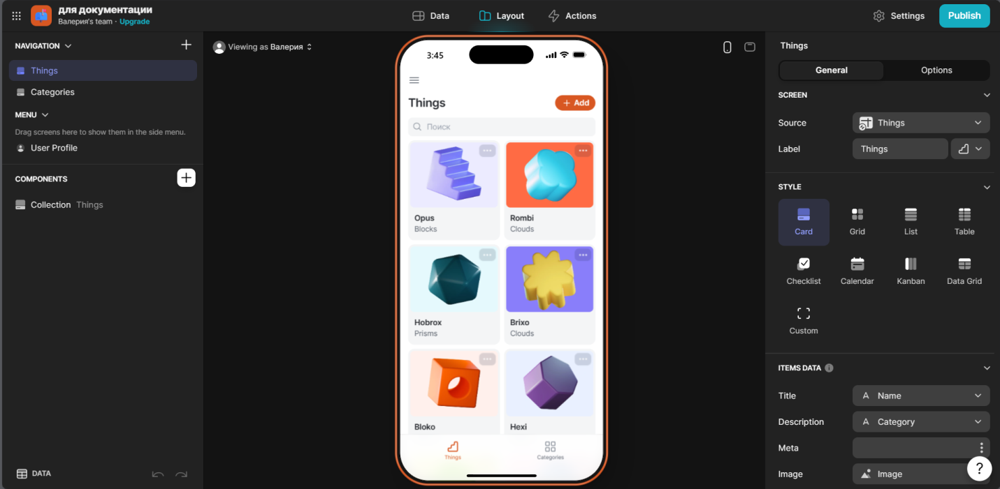 для документации
Валерия's team · Upgrade
Data
Layout
Actions
Settings
Publish
NAVIGATION
Things
Categories
MENU
Drag screens here to show them in the side menu.
User Profile
COMPONENTS
Collection Things
DATA
Viewing as Валерия
3:45
Things
+ Add
Поиск
Opus
Blocks
Rombi
Clouds
Hobrox
Prisms
Brixo
Clouds
Bloko
Hexi
Things
Categories
Things
General
Options
SCREEN
Source
Things
Label
Things
STYLE
Card
Grid
List
Table
Checklist
Calendar
Kanban
Data Grid
Custom
ITEMS DATA
Title
A Name
Description
A Category
Meta
Image
Image
?